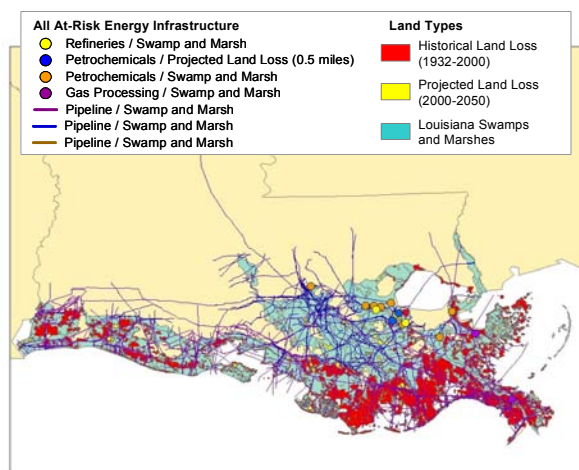 All At-Risk Energy Infrastructure
Refineries / Swamp and Marsh
Petrochemicals / Projected Land Loss (0.5 miles)
Petrochemicals / Swamp and Marsh
Gas Processing / Swamp and Marsh
Pipeline / Swamp and Marsh
Pipeline / Swamp and Marsh
Pipeline / Swamp and Marsh
Land Types
Historical Land Loss
(1932-2000)
Projected Land Loss
(2000-2050)
Louisiana Swamps
and Marshes